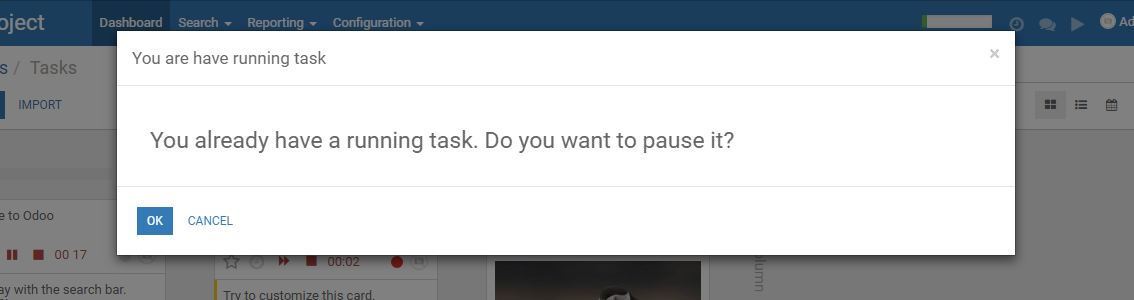 oject Dashboard Search Reporting Configuration Ad
You are have running task ×
s / Tasks
IMPORT
You already have a running task. Do you want to pause it?
OK CANCEL
e to Odoo
00 17
00:02
ay with the search bar.
Try to customize this card.
olumn